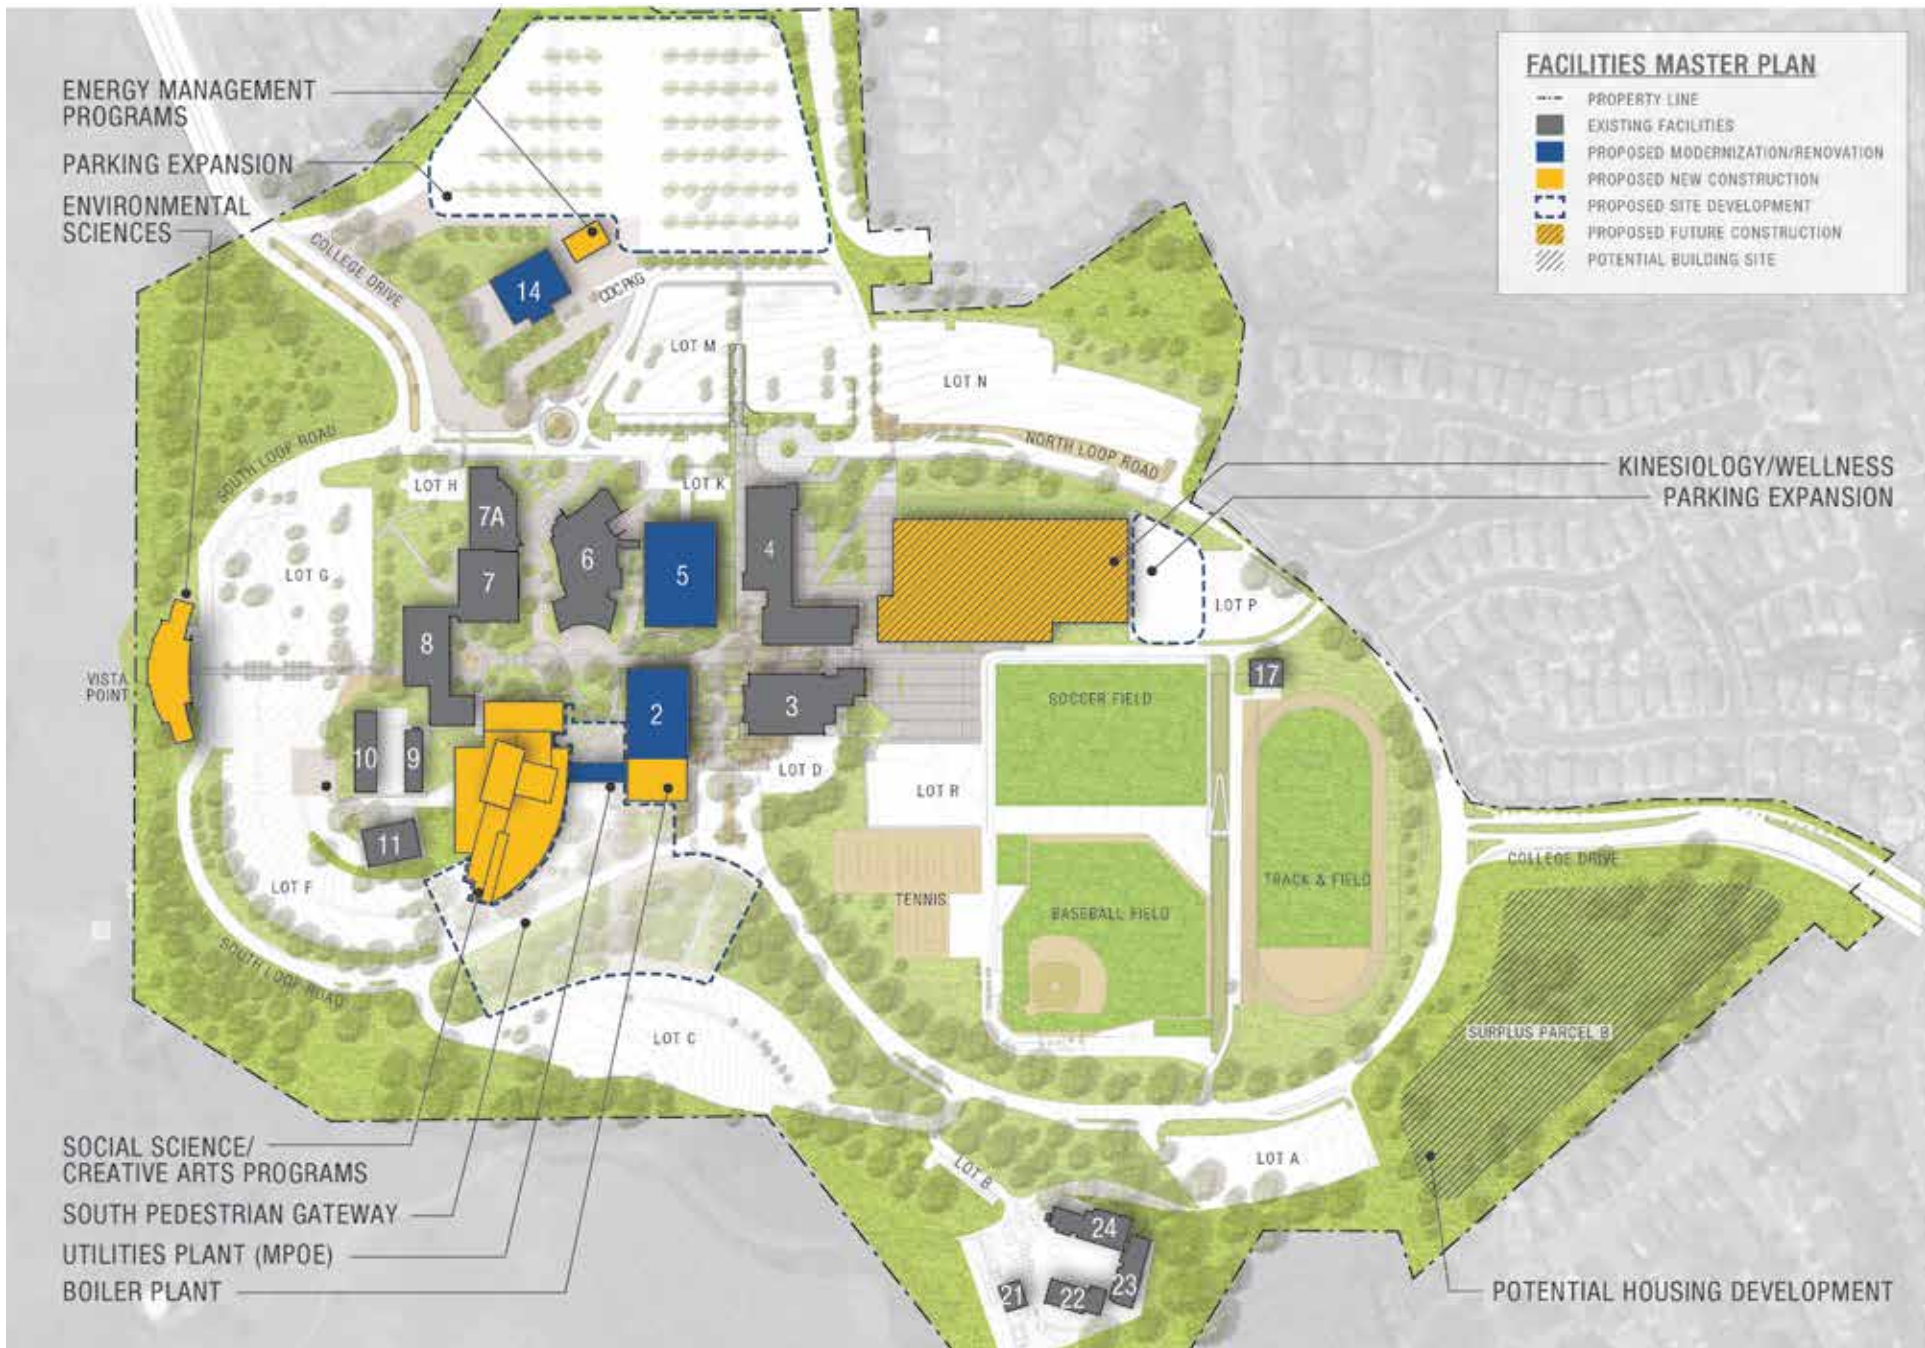 FACILITIES MASTER PLAN
PROPERTY LINE
EXISTING FACILITIES
PROPOSED MODERNIZATION/RENOVATION
PROPOSED NEW CONSTRUCTION
PROPOSED SITE DEVELOPMENT
PROPOSED FUTURE CONSTRUCTION
POTENTIAL BUILDING SITE
ENERGY MANAGEMENT
PROGRAMS
PARKING EXPANSION
ENVIRONMENTAL
SCIENCES
COLLEGE DRIVE
14
CDC PKG
LOT M
LOT N
NORTH LOOP ROAD
SOUTH LOOP ROAD
KINESIOLOGY/WELLNESS
PARKING EXPANSION
LOT H
LOT K
7A
6
5
4
7
LOT G
LOT P
8
VISTA
POINT
17
SOCCER FIELD
2
3
10
9
LOT D
LOT R
11
LOT F
COLLEGE DRIVE
TRACK & FIELD
TENNIS
BASEBALL FIELD
SOUTH LOOP ROAD
LOT C
SURPLUS PARCEL B
SOCIAL SCIENCE/
CREATIVE ARTS PROGRAMS
LOT B
LOT A
SOUTH PEDESTRIAN GATEWAY
24
UTILITIES PLANT (MPOE)
BOILER PLANT
21
22
23
POTENTIAL HOUSING DEVELOPMENT